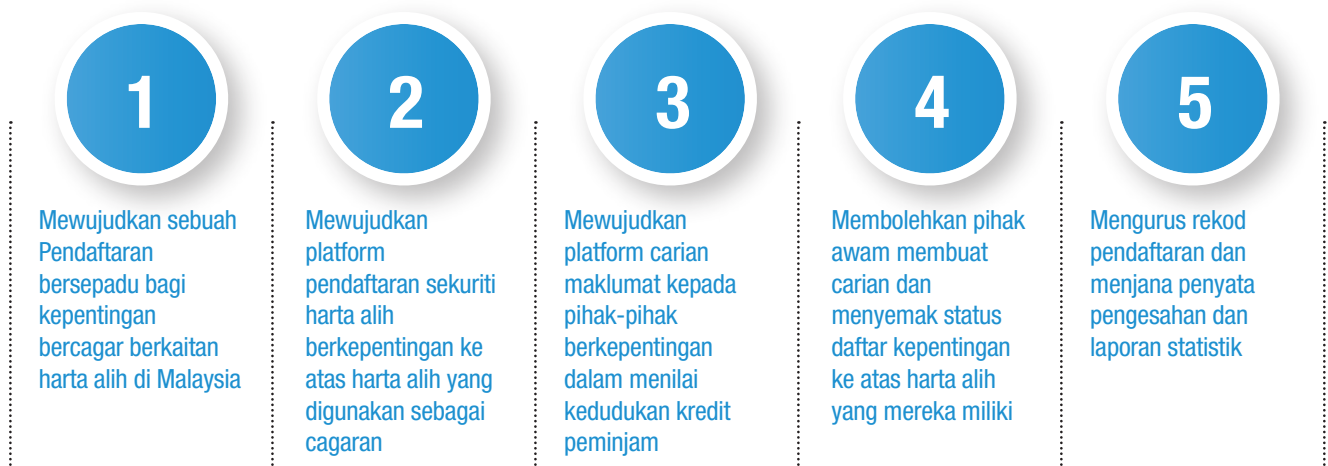 1
Mewujudkan sebuah
Pendaftaran
bersepadu bagi
kepentingan
bercagar berkaitan
harta alih di Malaysia
2
Mewujudkan
platform
pendaftaran sekuriti
harta alih
berkepentingan ke
atas harta alih yang
digunakan sebagai
cagaran
3
Mewujudkan
platform carian
maklumat kepada
pihak-pihak
berkepentingan
dalam menilai
kedudukan kredit
peminjam
4
Membolehkan pihak
awam membuat
carian dan
menyemak status
daftar kepentingan
ke atas harta alih
yang mereka miliki
5
Mengurus rekod
pendaftaran dan
menjana penyata
pengesahan dan
laporan statistik